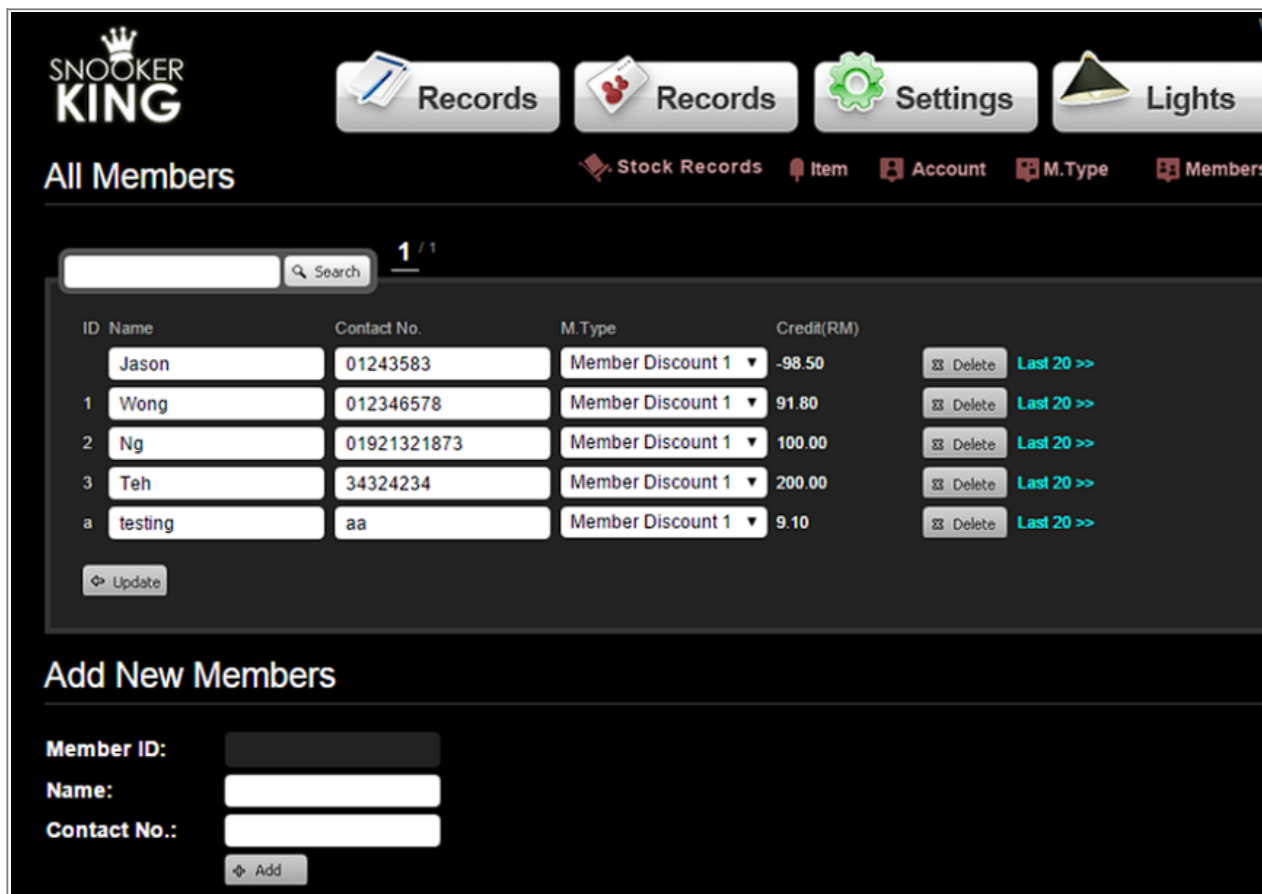 SNOOKER
KING
Records
Records
Settings
Lights
All Members
Stock Records
Item
Account
M.Type
Members
Search
1 / 1
ID Name Contact No. M.Type Credit(RM)
Jason 01243583 Member Discount 1 -98.50 Delete Last 20 >>
1 Wong 012346578 Member Discount 1 91.80 Delete Last 20 >>
2 Ng 01921321873 Member Discount 1 100.00 Delete Last 20 >>
3 Teh 34324234 Member Discount 1 200.00 Delete Last 20 >>
a testing aa Member Discount 1 9.10 Delete Last 20 >>
Update
Add New Members
Member ID:
Name:
Contact No.:
Add